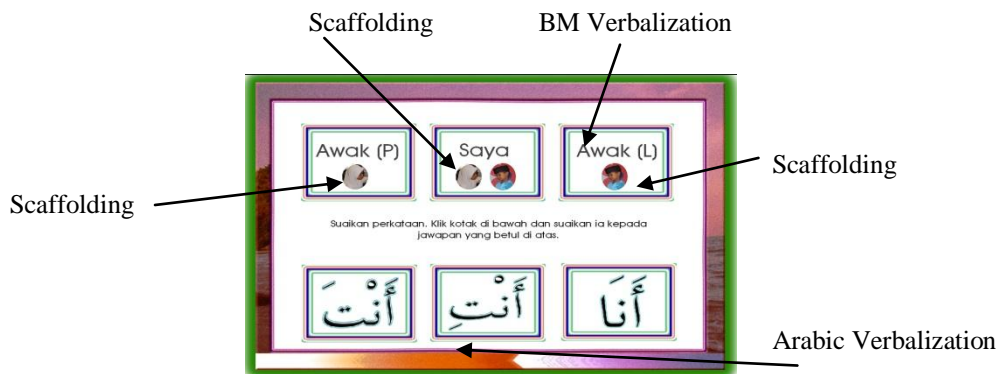 Scaffolding
BM Verbalization
Awak (P)
Saya
Awak (L)
Scaffolding
Scaffolding
Suaikan perkataan. Klik kotak di bawah dan suaikan ia kepada
jawapan yang betul di atas.
أَنْتَ
أَنْتِ
أَنَا
Arabic Verbalization